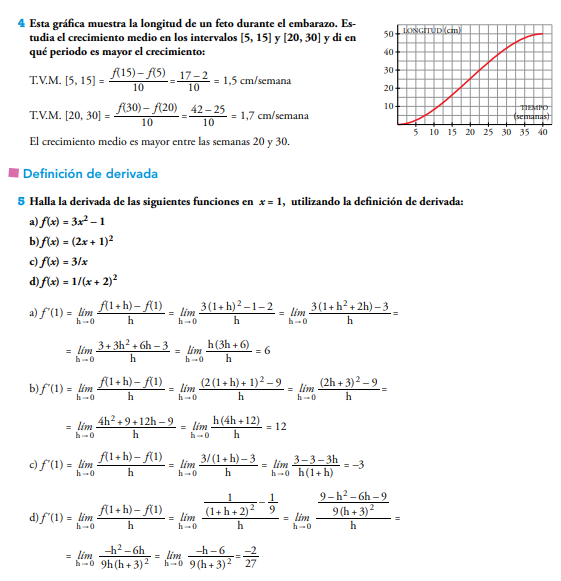 4 Esta gráfica muestra la longitud de un feto durante el embarazo. Es-
tudia el crecimiento medio en los intervalos [5, 15] y [20, 30] y di en
qué periodo es mayor el crecimiento:
T.V.M. [5, 15] = (f(15) – f(5))/10 = (17 – 2)/10 = 1,5 cm/semana
T.V.M. [20, 30] = (f(30) – f(20))/10 = (42 – 25)/10 = 1,7 cm/semana
El crecimiento medio es mayor entre las semanas 20 y 30.
LONGITUD (cm)
50
40
30
20
10
TIEMPO
(semanas)
5 10 15 20 25 30 35 40
Definición de derivada
5 Halla la derivada de las siguientes funciones en x = 1, utilizando la definición de derivada:
a) f(x) = 3x² – 1
b) f(x) = (2x + 1)²
c) f(x) = 3/x
d) f(x) = 1/(x + 2)²
a) f'(1) = lím h→0 (f(1 + h) – f(1))/h = lím h→0 (3(1 + h)² – 1 – 2)/h = lím h→0 (3(1 + h² + 2h) – 3)/h =
= lím h→0 (3 + 3h² + 6h – 3)/h = lím h→0 (h(3h + 6))/h = 6
b) f'(1) = lím h→0 (f(1 + h) – f(1))/h = lím h→0 ((2(1 + h) + 1)² – 9)/h = lím h→0 ((2h + 3)² – 9)/h =
= lím h→0 (4h² + 9 + 12h – 9)/h = lím h→0 (h(4h + 12))/h = 12
c) f'(1) = lím h→0 (f(1 + h) – f(1))/h = lím h→0 (3/(1 + h) – 3)/h = lím h→0 (3 – 3 – 3h)/(h(1 + h)) = –3
d) f'(1) = lím h→0 (f(1 + h) – f(1))/h = lím h→0 (1/(1 + h + 2)² – 1/9)/h = lím h→0 ((9 – h² – 6h – 9)/(9(h + 3)²))/h =
= lím h→0 (–h² – 6h)/(9h(h + 3)²) = lím h→0 (–h – 6)/(9(h + 3)²) = –2/27